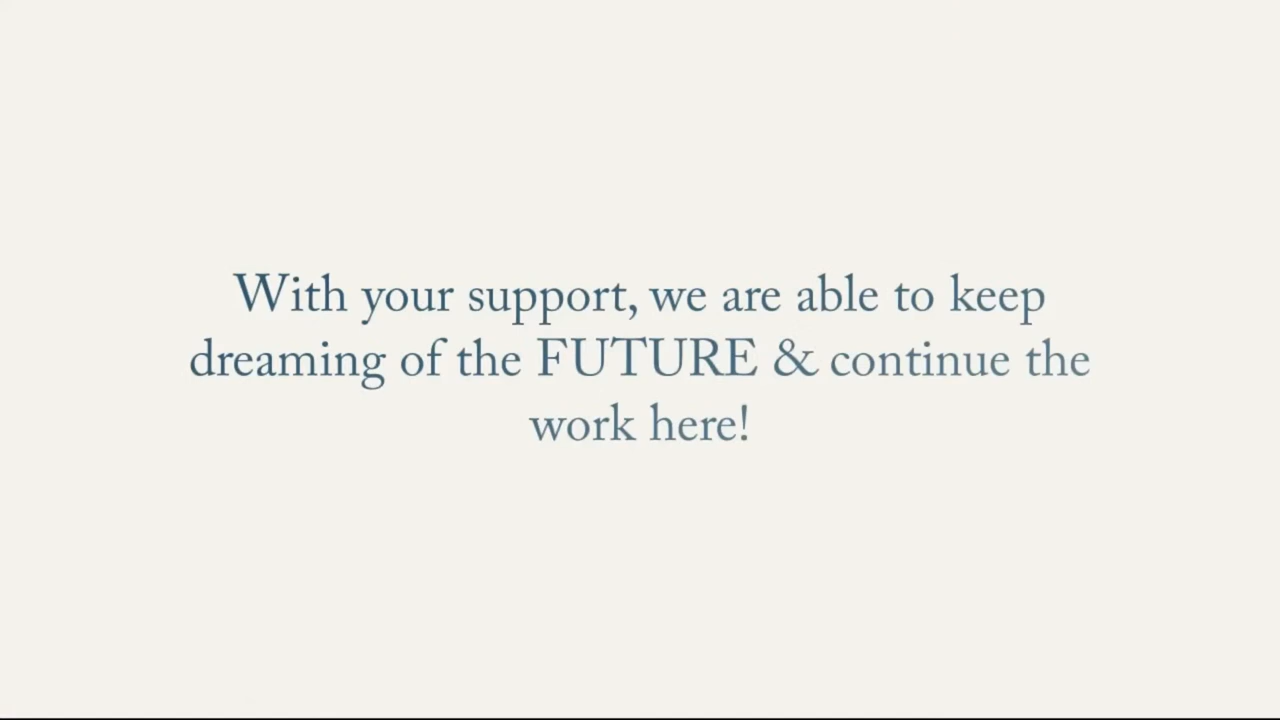 With your support, we are able to keep
dreaming of the FUTURE & continue the
work here!